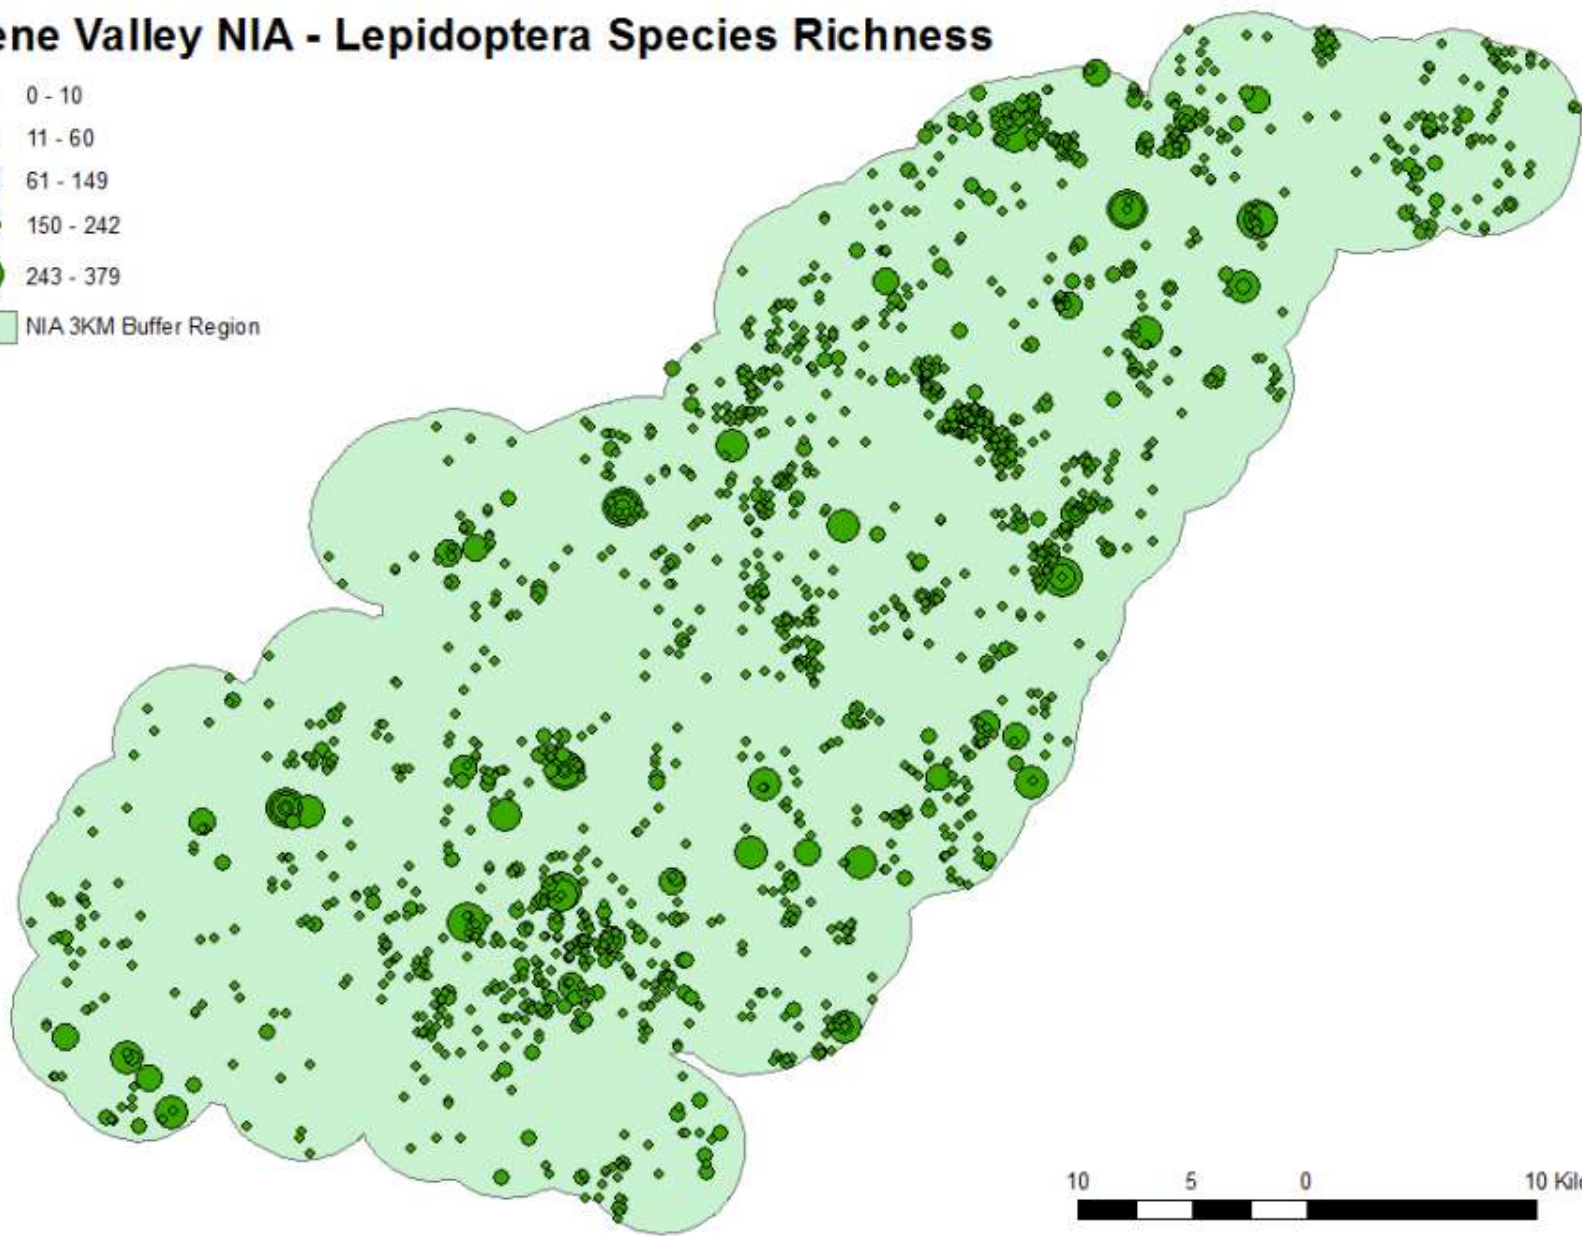 ene Valley NIA - Lepidoptera Species Richness
0 - 10
11 - 60
61 - 149
150 - 242
243 - 379
NIA 3KM Buffer Region
10 5 0 10 Kilo